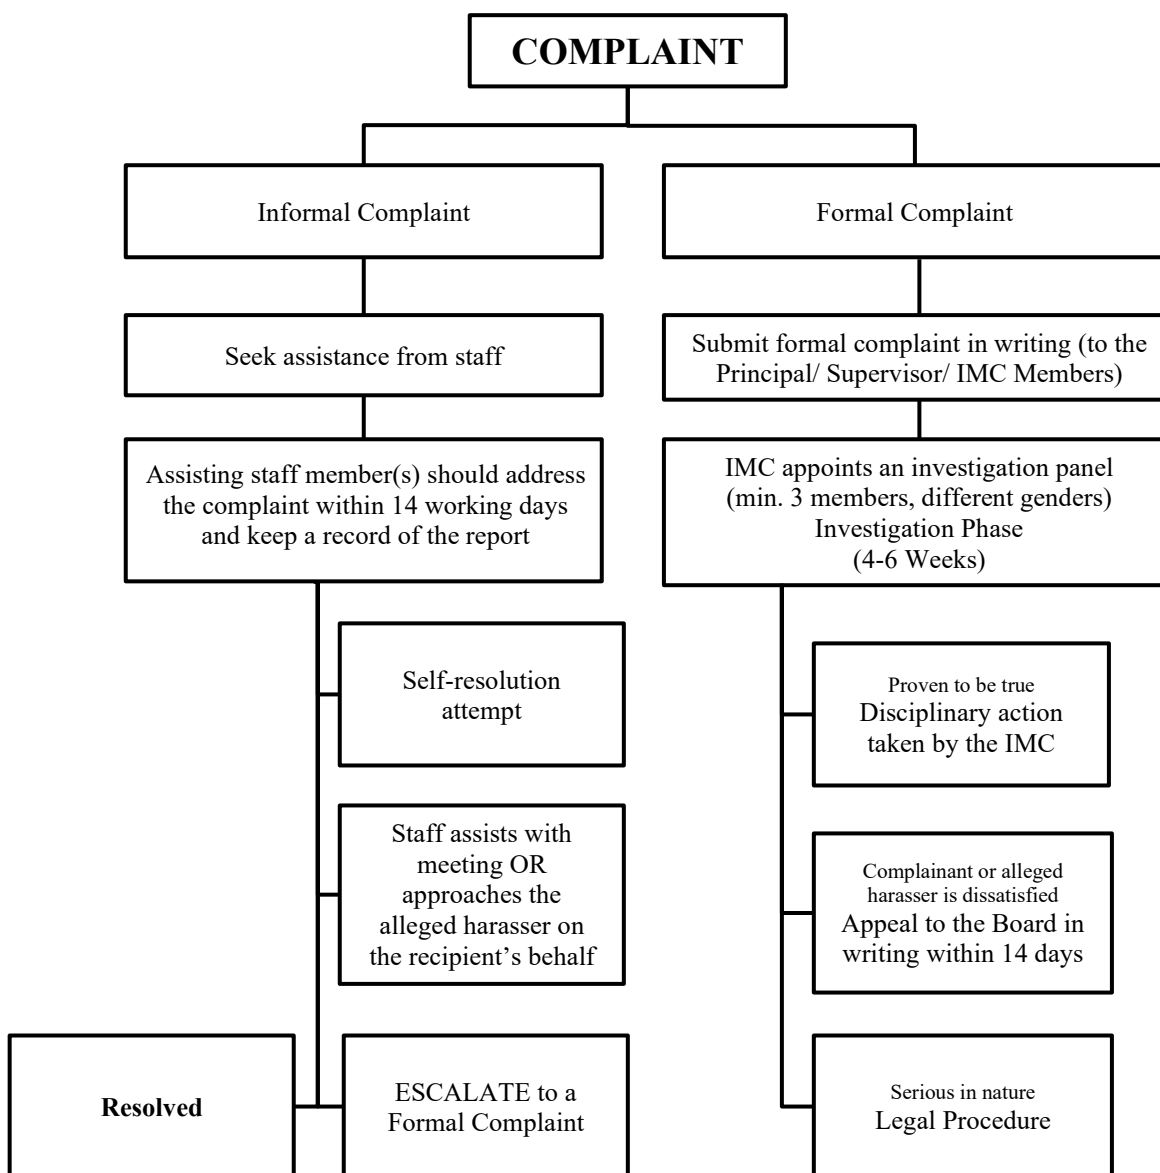 COMPLAINT
Informal Complaint
Formal Complaint
Seek assistance from staff
Submit formal complaint in writing (to the
Principal/ Supervisor/ IMC Members)
Assisting staff member(s) should address
the complaint within 14 working days
and keep a record of the report
IMC appoints an investigation panel
(min. 3 members, different genders)
Investigation Phase
(4-6 Weeks)
Self-resolution
attempt
Proven to be true
Disciplinary action
taken by the IMC
Staff assists with
meeting OR
approaches the
alleged harasser on
the recipient’s behalf
Complainant or alleged
harasser is dissatisfied
Appeal to the Board in
writing within 14 days
Resolved
ESCALATE to a
Formal Complaint
Serious in nature
Legal Procedure